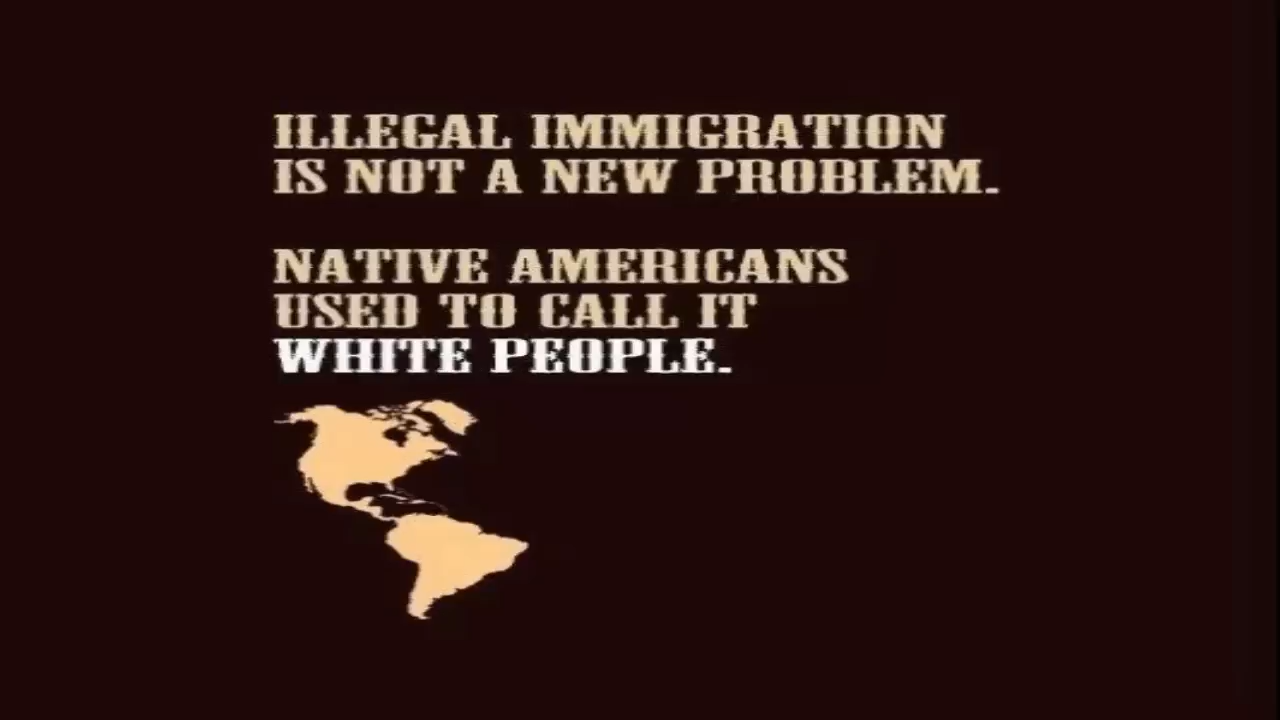 ILLEGAL IMMIGRATION
IS NOT A NEW PROBLEM.
NATIVE AMERICANS
USED TO CALL IT
WHITE PEOPLE.